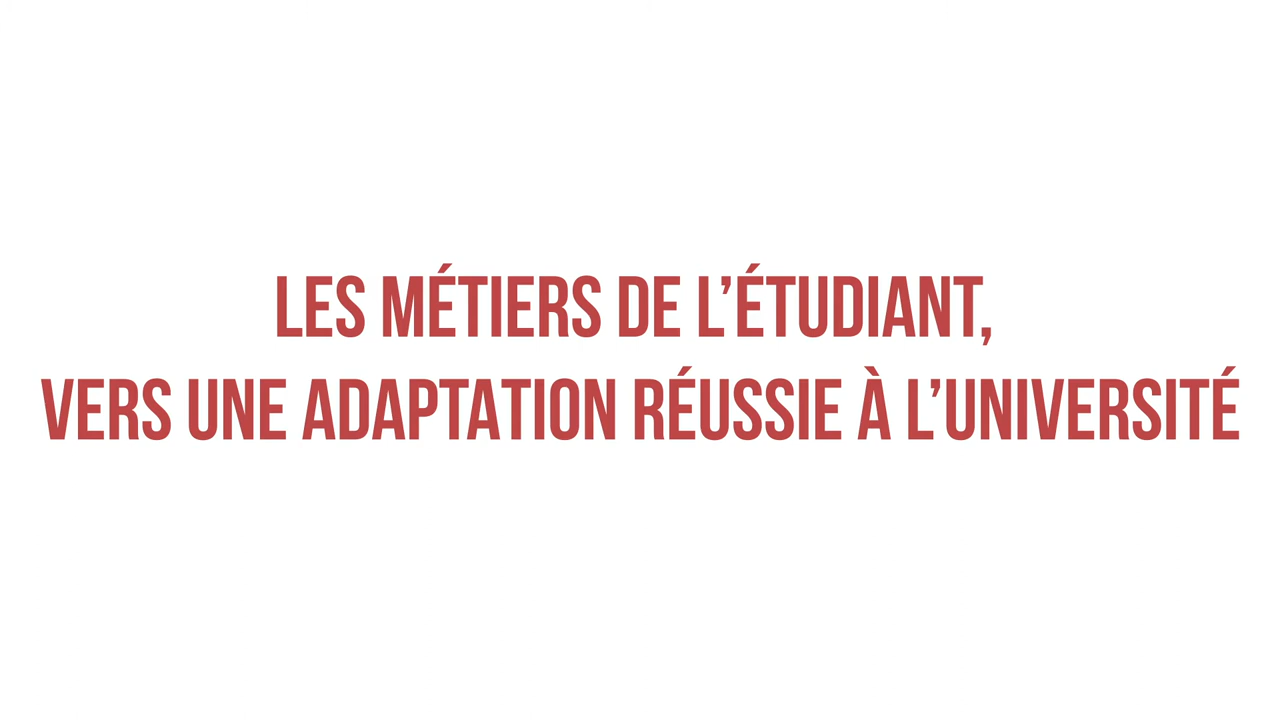 LES MÉTIERS DE L’ÉTUDIANT,
VERS UNE ADAPTATION RÉUSSIE À L’UNIVERSITÉ